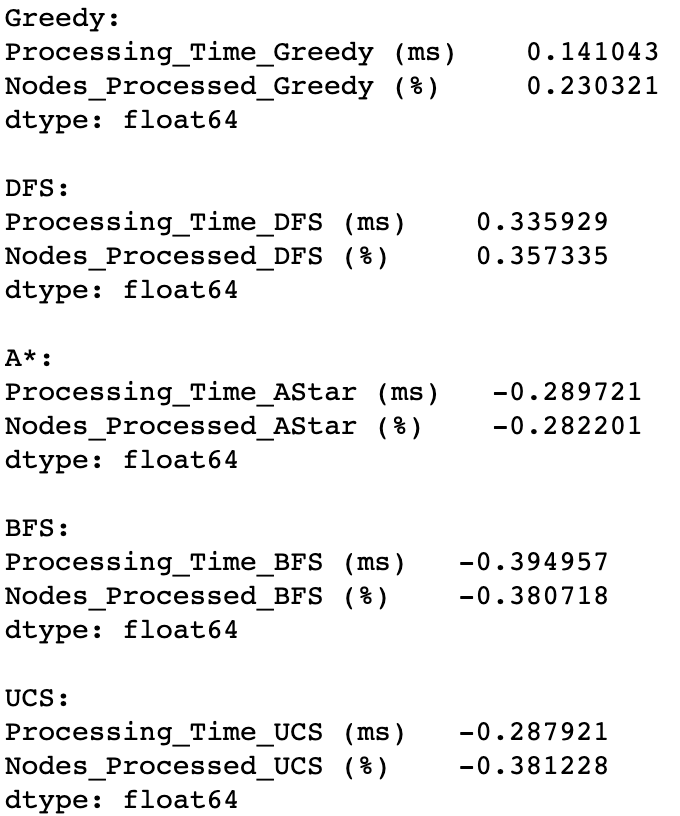 Greedy:
Processing_Time_Greedy (ms)    0.141043
Nodes_Processed_Greedy (%)     0.230321
dtype: float64

DFS:
Processing_Time_DFS (ms)    0.335929
Nodes_Processed_DFS (%)     0.357335
dtype: float64

A*:
Processing_Time_AStar (ms)   -0.289721
Nodes_Processed_AStar (%)    -0.282201
dtype: float64

BFS:
Processing_Time_BFS (ms)   -0.394957
Nodes_Processed_BFS (%)    -0.380718
dtype: float64

UCS:
Processing_Time_UCS (ms)   -0.287921
Nodes_Processed_UCS (%)    -0.381228
dtype: float64